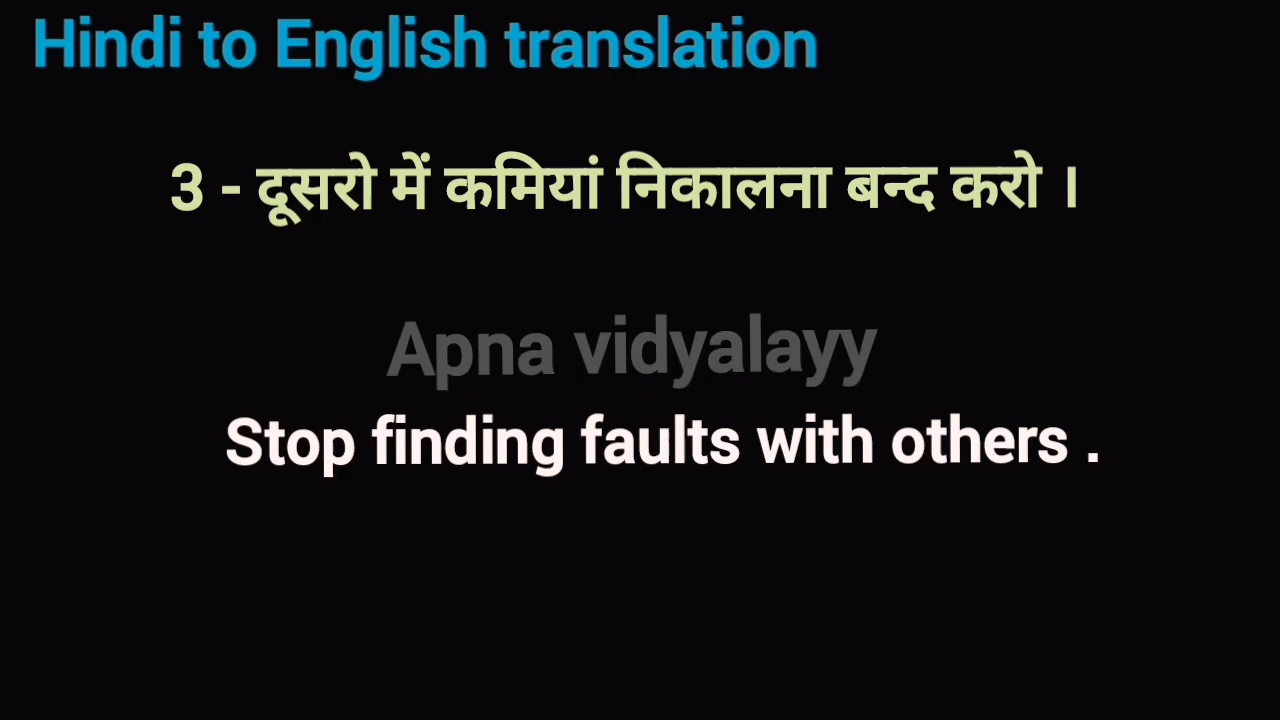 Hindi to English translation
3 - दूसरो में कमियां निकालना बन्द करो ।
Apna vidyalayy
Stop finding faults with others .